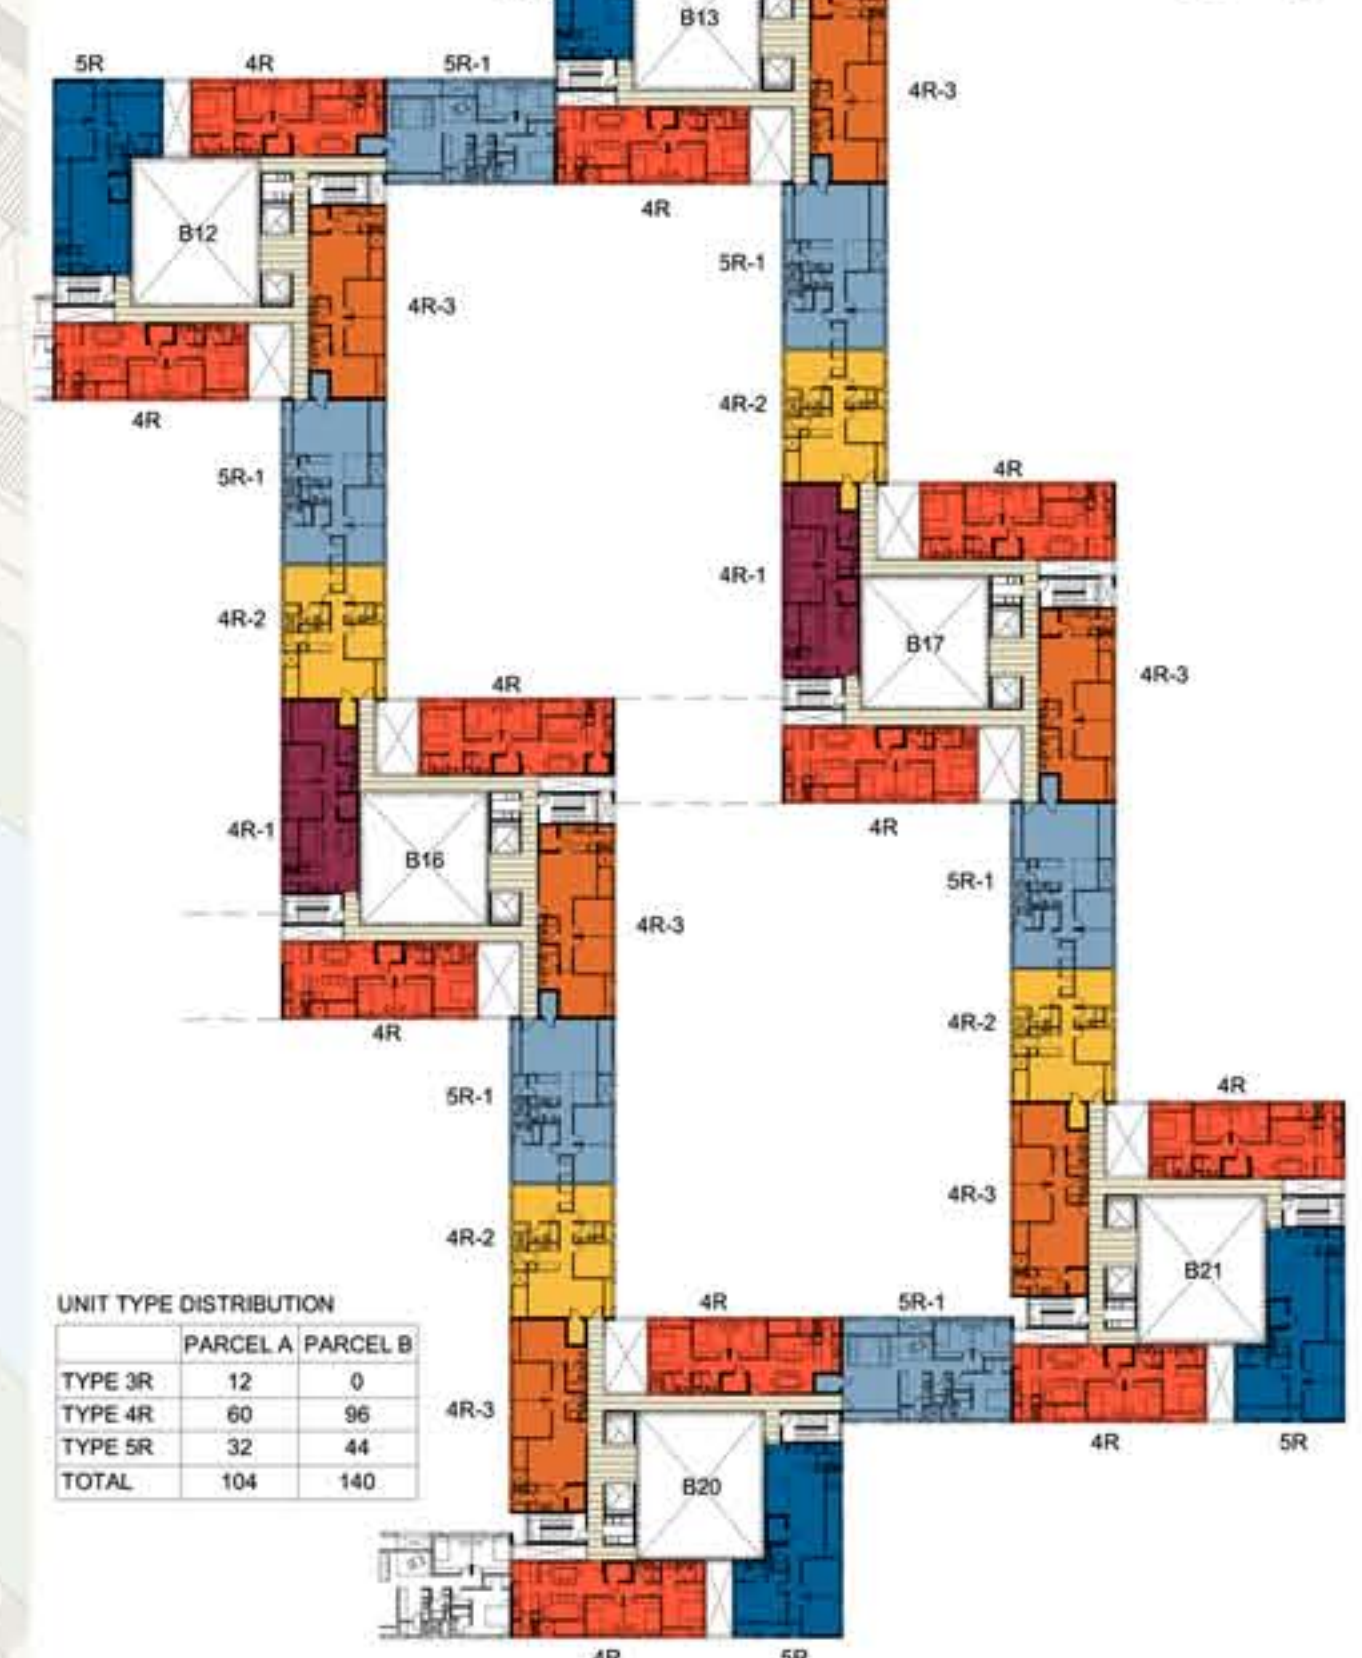 B13
5R 4R 5R-1
4R-3
4R
B12
5R-1
4R-3
4R-2
4R
4R
5R-1
4R-1
4R-2
B17
4R-3
4R
4R
4R-1
B16
5R-1
4R-3
4R-2
4R
4R
5R-1
4R-3
4R-2
B21
4R 5R-1
UNIT TYPE DISTRIBUTION
PARCEL A PARCEL B
TYPE 3R 12 0
TYPE 4R 60 96
TYPE 5R 32 44
TOTAL 104 140
4R-3
4R 5R
B20
4R 5R